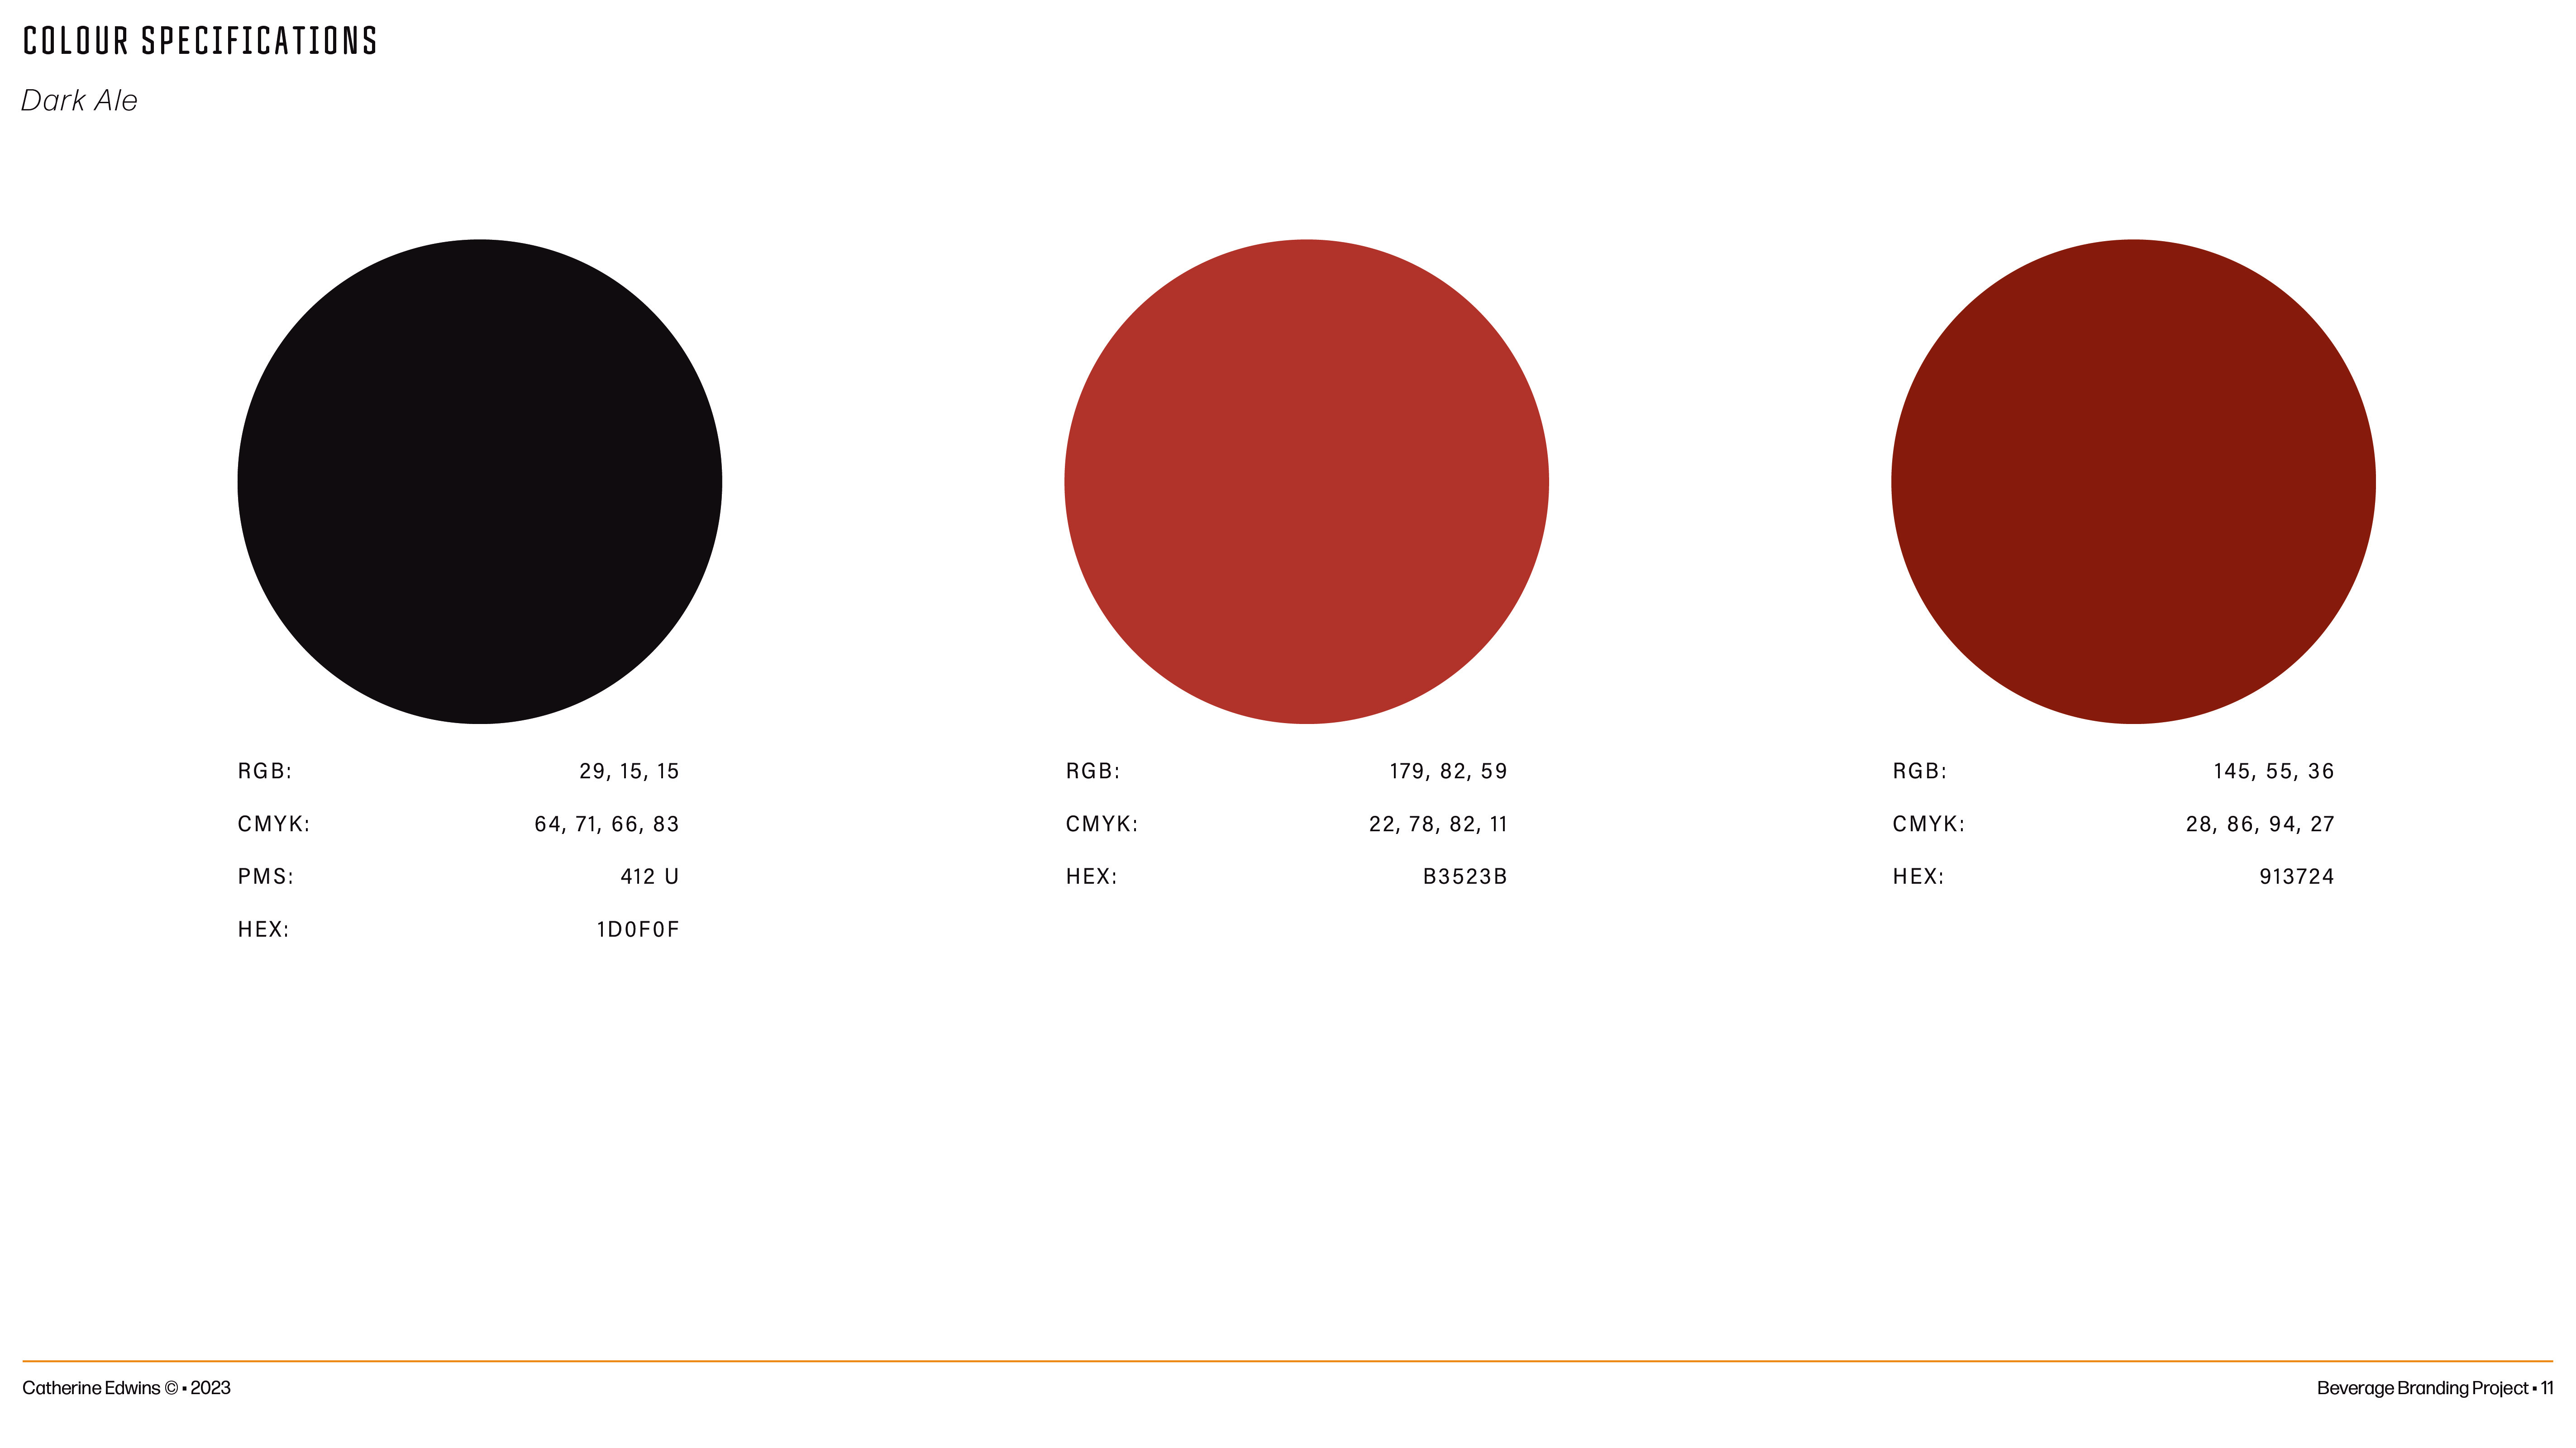 COLOUR SPECIFICATIONS
Dark Ale
RGB: 29, 15, 15
CMYK: 64, 71, 66, 83
PMS: 412 U
HEX: 1D0F0F
RGB: 179, 82, 59
CMYK: 22, 78, 82, 11
HEX: B3523B
RGB: 145, 55, 36
CMYK: 28, 86, 94, 27
HEX: 913724
Catherine Edwins © ▪ 2023
Beverage Branding Project ▪ 11